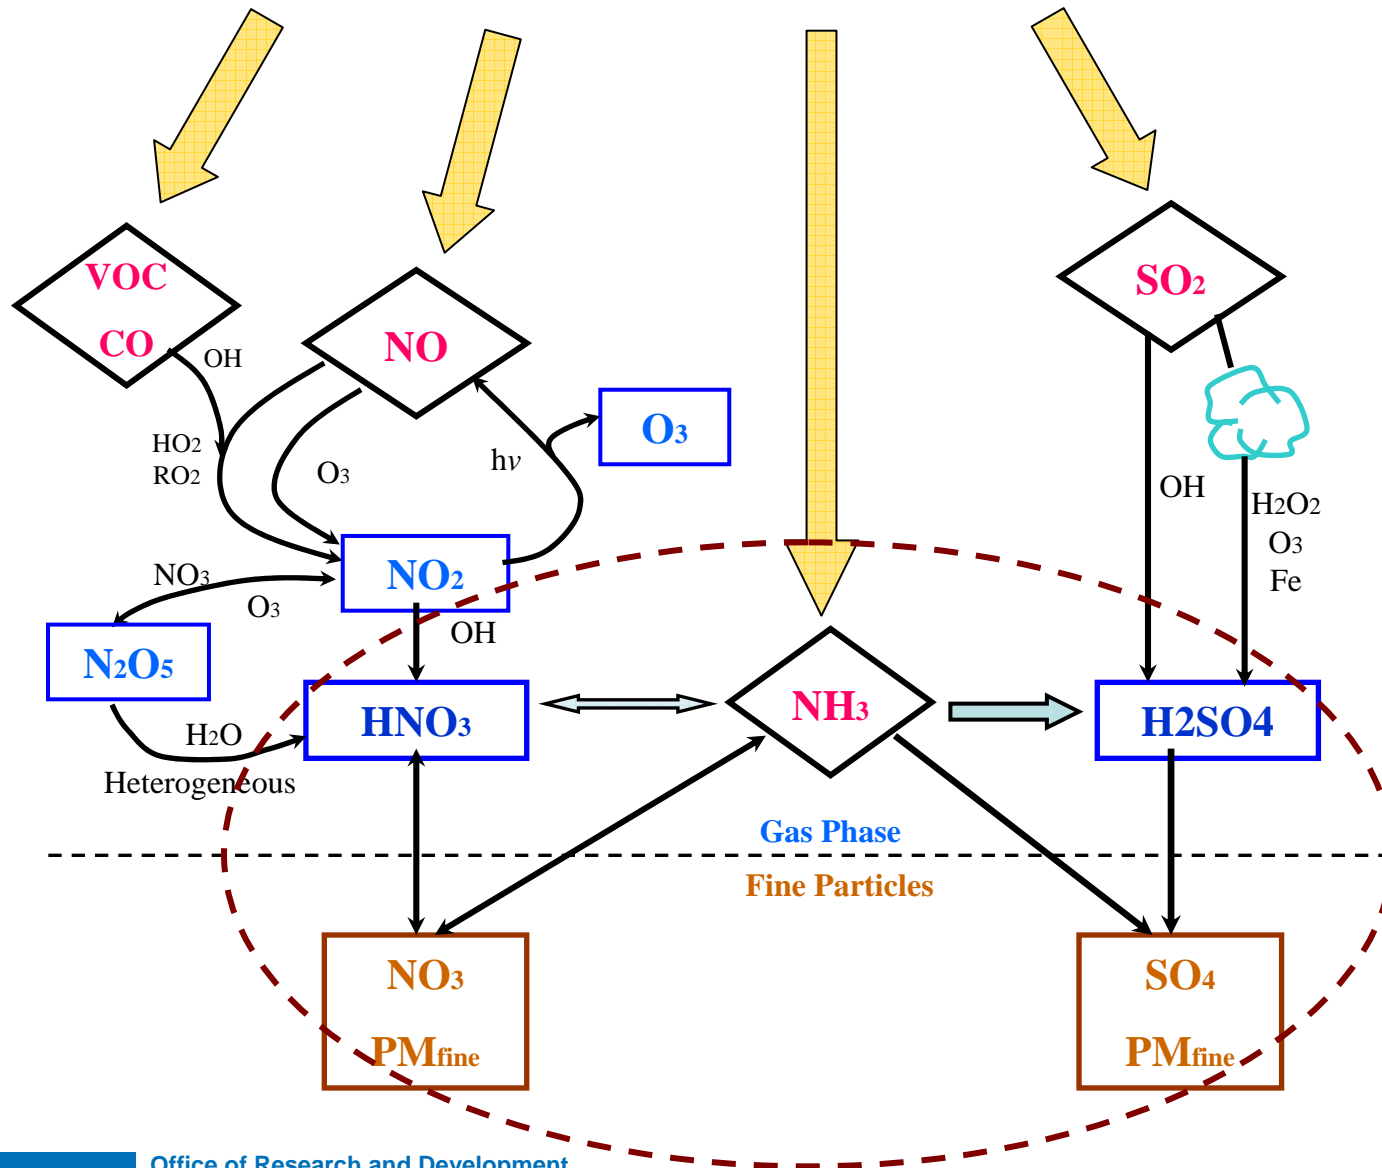 VOC
CO
OH
NO
SO2
HO2
RO2
O3
hν
O3
OH
H2O2
O3
Fe
NO3
O3
NO2
OH
N2O5
H2O
Heterogeneous
HNO3
NH3
H2SO4
Gas Phase
Fine Particles
NO3
PMfine
SO4
PMfine
Office of Research and Development